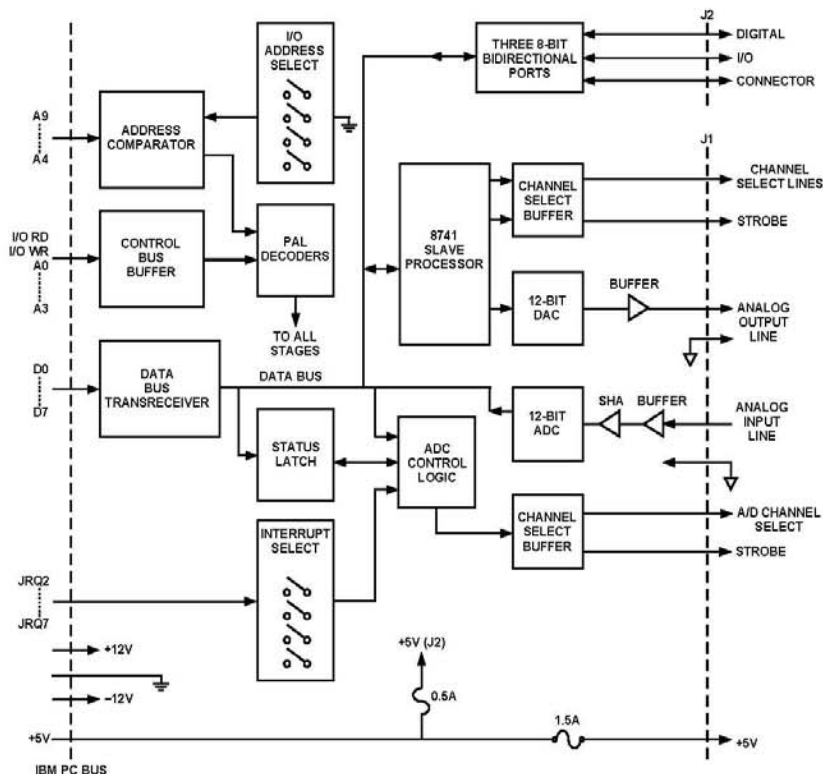 I/O
ADDRESS
SELECT
THREE 8-BIT
BIDIRECTIONAL
PORTS
J2
DIGITAL
I/O
CONNECTOR
A9
A4
ADDRESS
COMPARATOR
J1
8741
SLAVE
PROCESSOR
CHANNEL
SELECT
BUFFER
CHANNEL
SELECT LINES
STROBE
I/O RD
I/O WR
A0
A3
CONTROL
BUS
BUFFER
PAL
DECODERS
TO ALL
STAGES
12-BIT
DAC
BUFFER
ANALOG
OUTPUT
LINE
D0
D7
DATA
BUS
TRANSRECEIVER
DATA BUS
STATUS
LATCH
ADC
CONTROL
LOGIC
12-BIT
ADC
SHA
BUFFER
ANALOG
INPUT
LINE
CHANNEL
SELECT
BUFFER
A/D CHANNEL
SELECT
STROBE
INTERRUPT
SELECT
JRQ2
JRQ7
+12V
–12V
+5V
+5V (J2)
0.5A
1.5A
+5V
IBM PC BUS